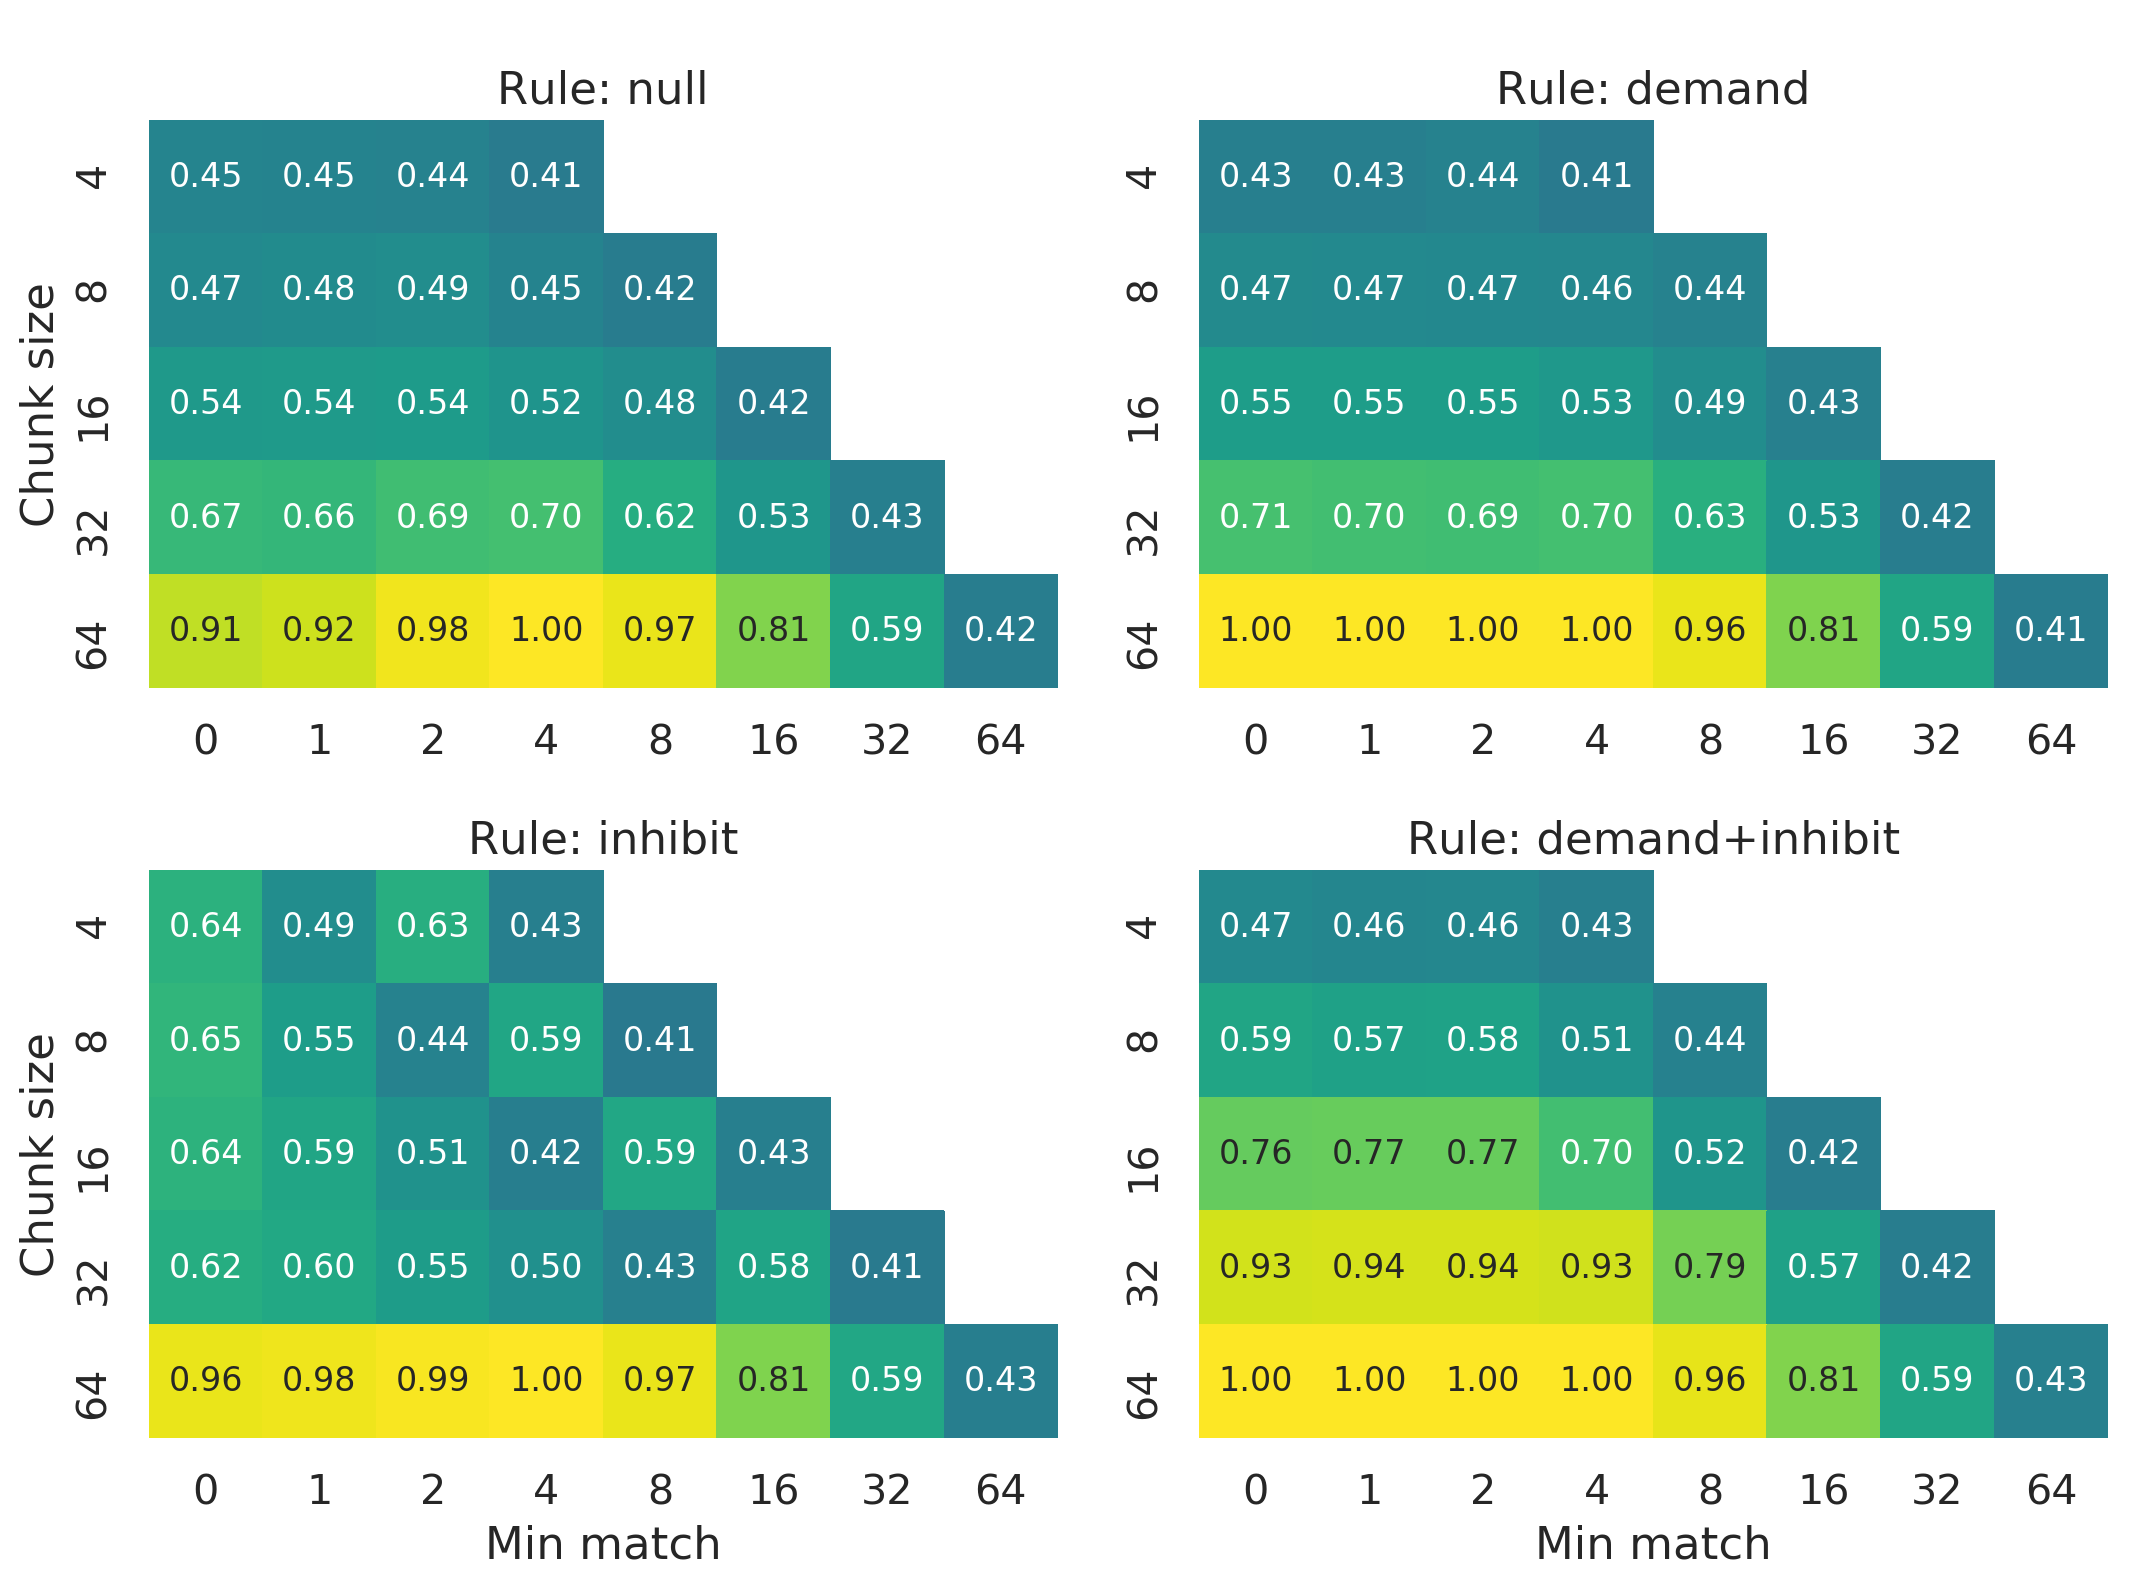 Rule: null
4 0.45 0.45 0.44 0.41
8 0.47 0.48 0.49 0.45 0.42
16 0.54 0.54 0.54 0.52 0.48 0.42
32 0.67 0.66 0.69 0.70 0.62 0.53 0.43
64 0.91 0.92 0.98 1.00 0.97 0.81 0.59 0.42
Chunk size
0 1 2 4 8 16 32 64
Rule: demand
4 0.43 0.43 0.44 0.41
8 0.47 0.47 0.47 0.46 0.44
16 0.55 0.55 0.55 0.53 0.49 0.43
32 0.71 0.70 0.69 0.70 0.63 0.53 0.42
64 1.00 1.00 1.00 1.00 0.96 0.81 0.59 0.41
0 1 2 4 8 16 32 64
Rule: inhibit
4 0.64 0.49 0.63 0.43
8 0.65 0.55 0.44 0.59 0.41
16 0.64 0.59 0.51 0.42 0.59 0.43
32 0.62 0.60 0.55 0.50 0.43 0.58 0.41
64 0.96 0.98 0.99 1.00 0.97 0.81 0.59 0.43
Chunk size
0 1 2 4 8 16 32 64
Min match
Rule: demand+inhibit
4 0.47 0.46 0.46 0.43
8 0.59 0.57 0.58 0.51 0.44
16 0.76 0.77 0.77 0.70 0.52 0.42
32 0.93 0.94 0.94 0.93 0.79 0.57 0.42
64 1.00 1.00 1.00 1.00 0.96 0.81 0.59 0.43
0 1 2 4 8 16 32 64
Min match